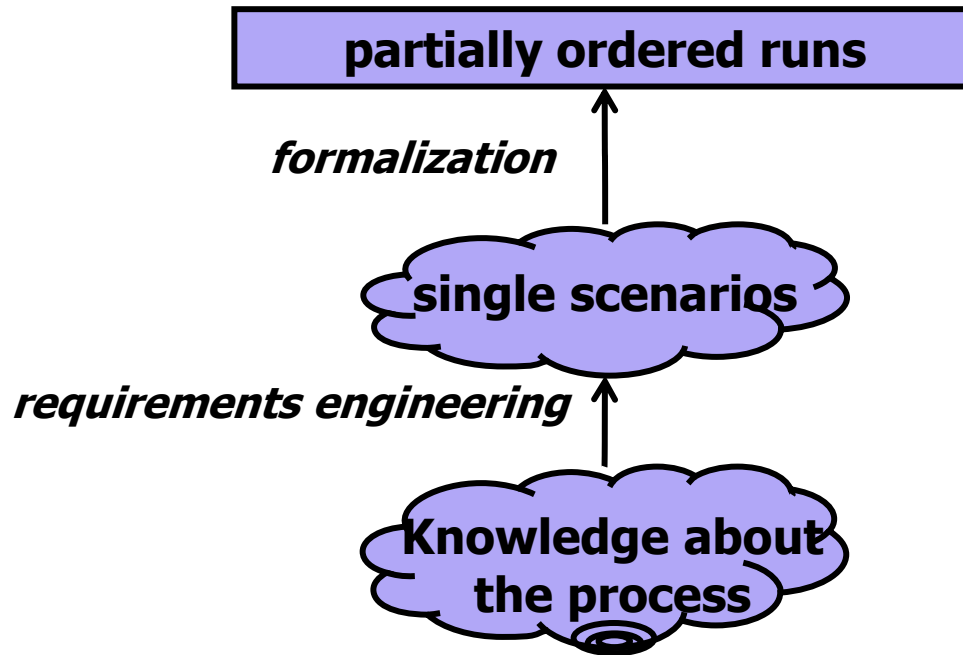 partially ordered runs
formalization
single scenarios
requirements engineering
Knowledge about
the process